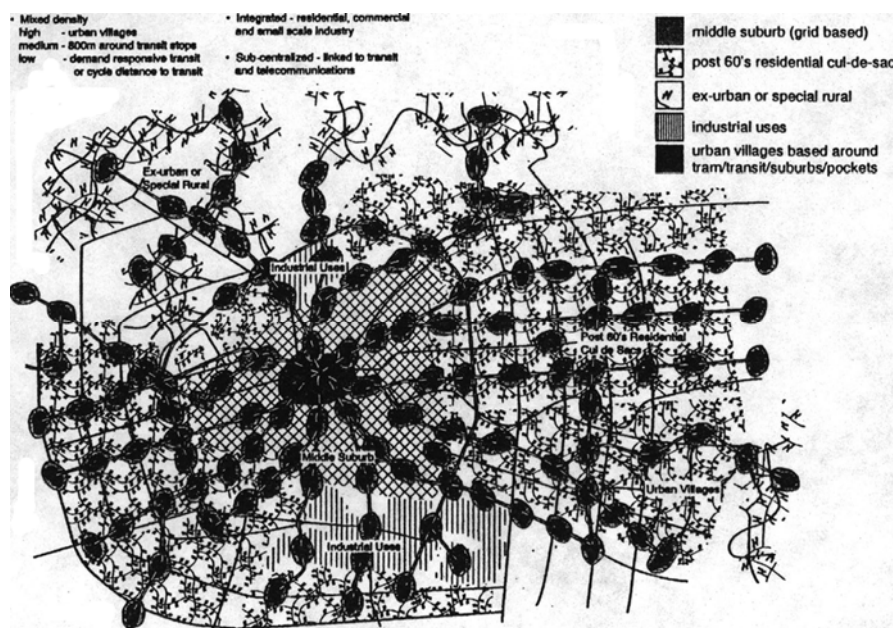 • Mixed density
high - urban villages
medium - 800m around transit stops
low - demand responsive transit
or cycle distance to transit
• Integrated - residential, commercial
and small scale industry
• Sub-centralized - linked to transit
and telecommunications
middle suburb (grid based)
post 60's residential cul-de-sac
ex-urban or special rural
industrial uses
urban villages based around
tram/transit/suburbs/pockets
Ex-urban or
Special Rural
Industrial Uses
Post 60's Residential
Cul de Sacs
Middle Suburb
Urban Villages
Industrial Uses